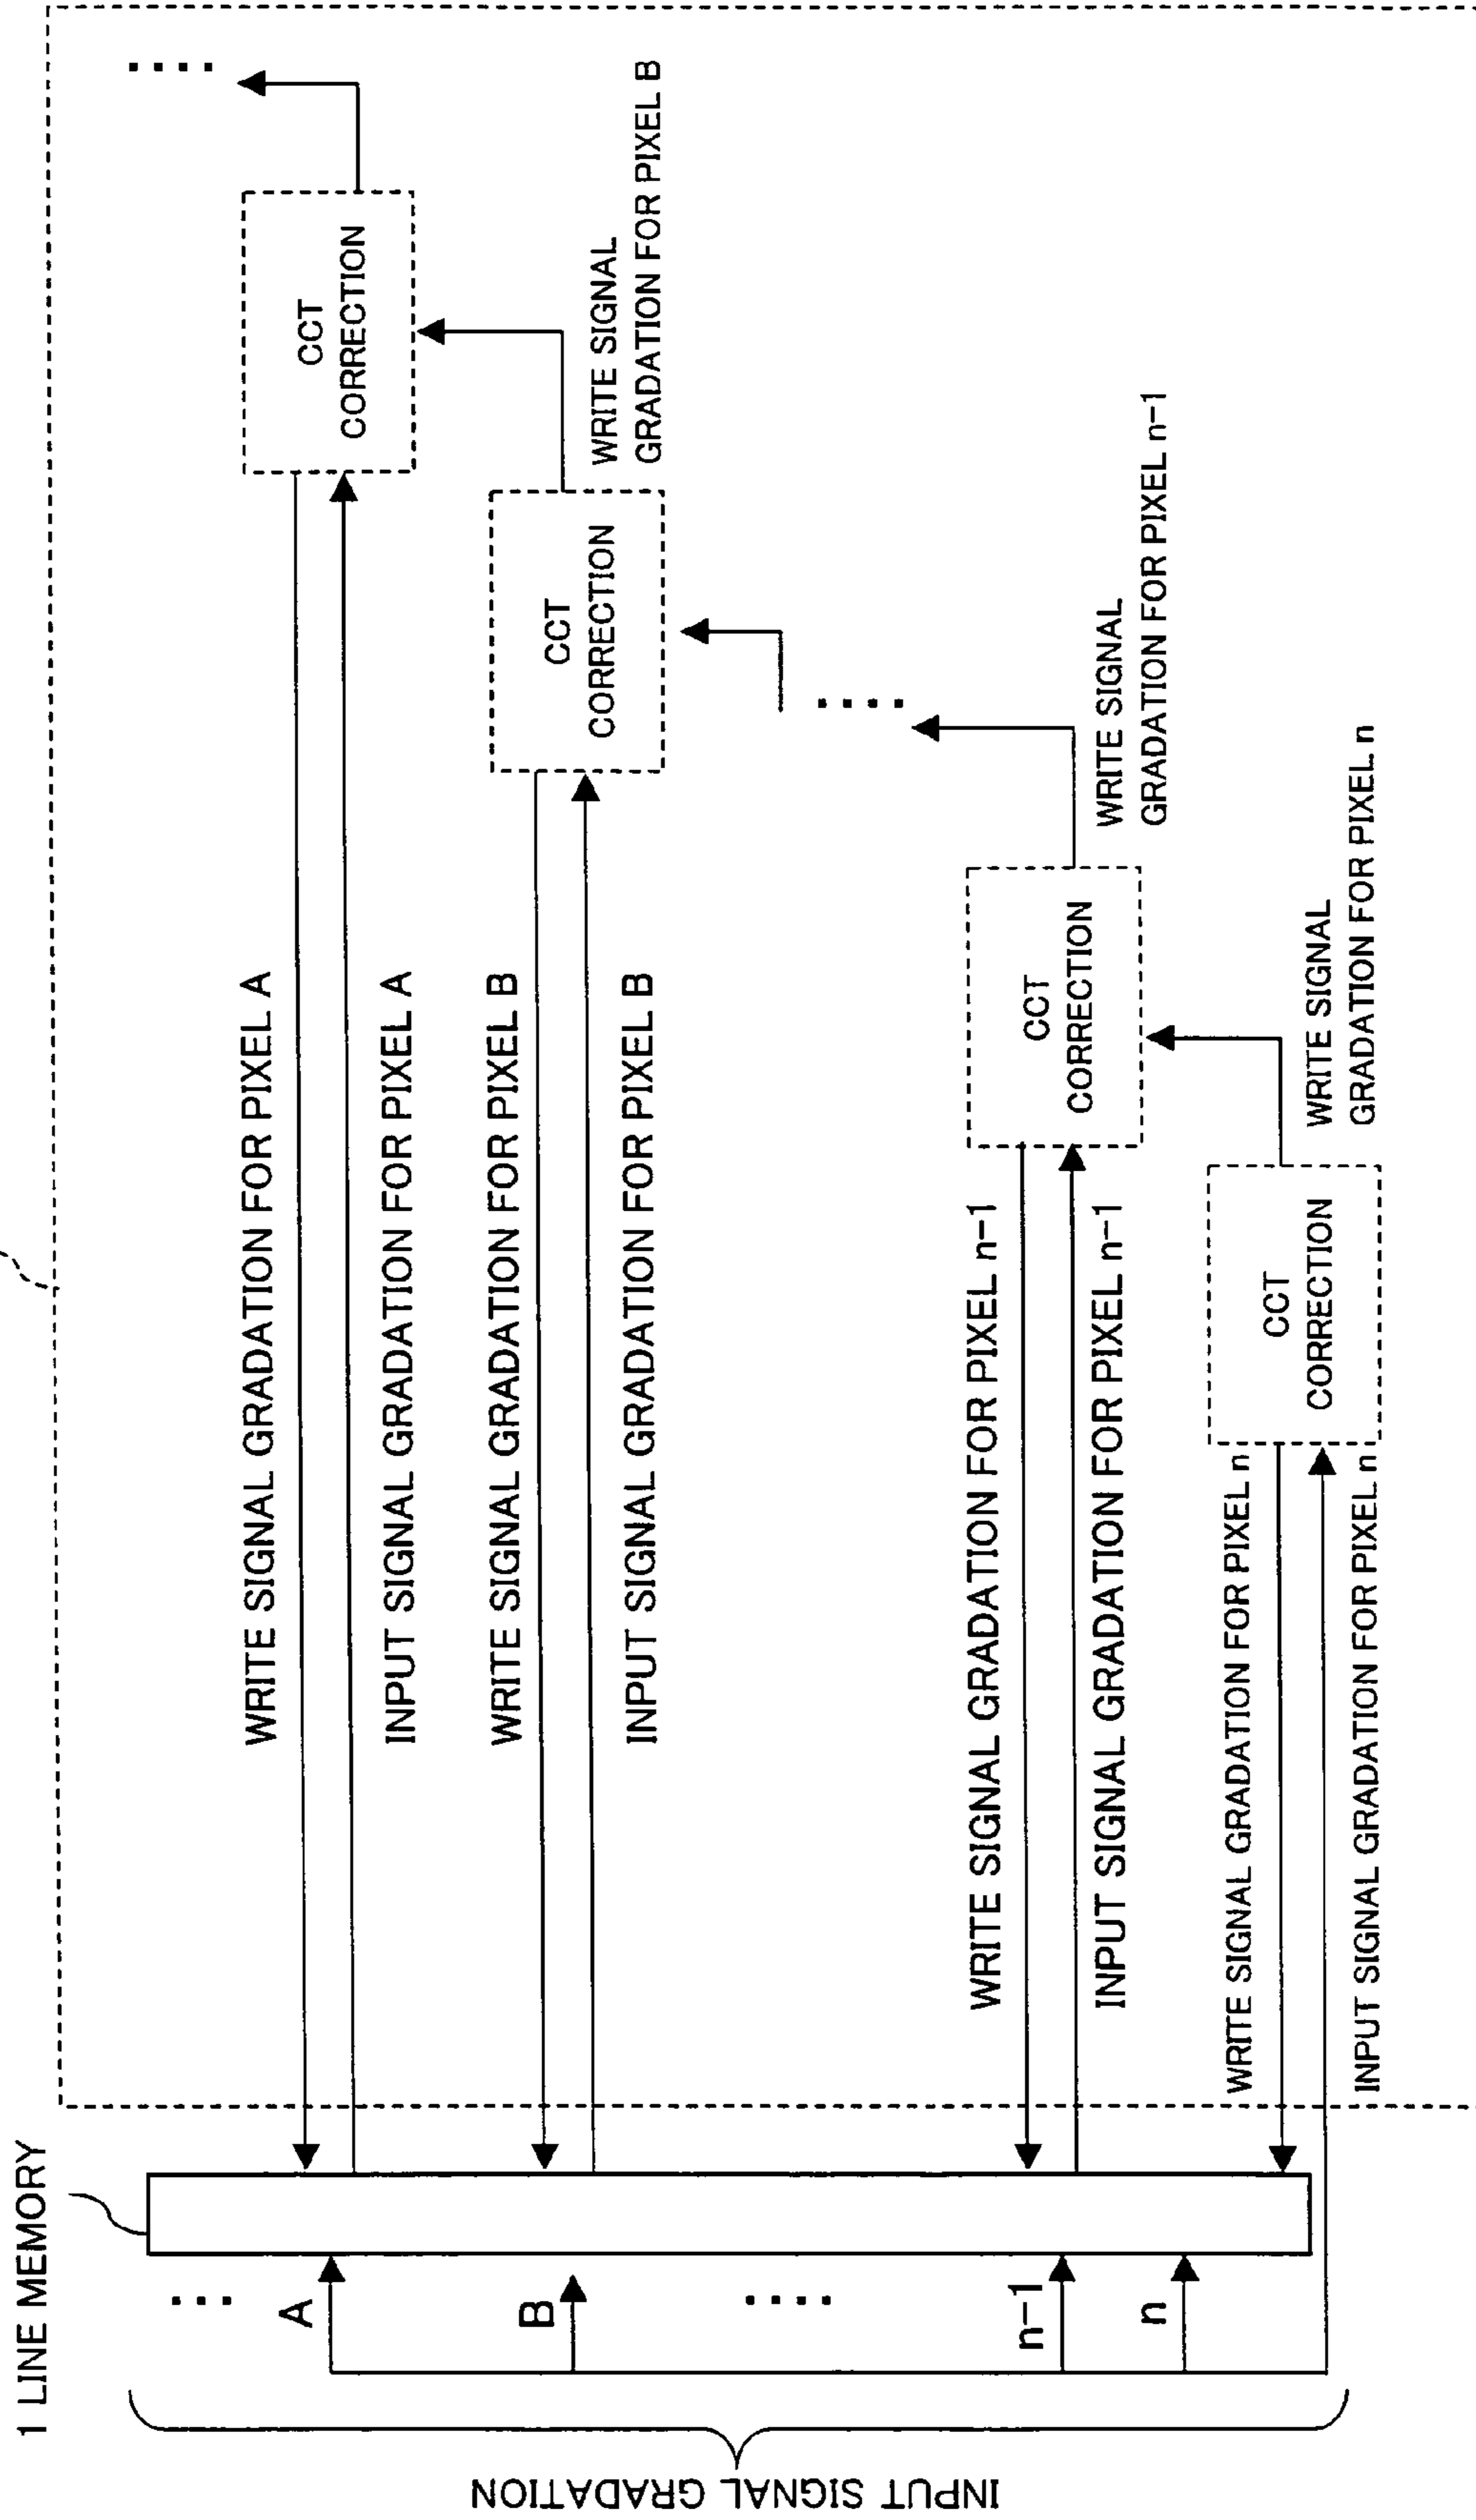 1 LINE MEMORY
INPUT SIGNAL GRADATION
····
A
B
····
n-1
n
WRITE SIGNAL GRADATION FOR PIXEL A
INPUT SIGNAL GRADATION FOR PIXEL A
CCT
CORRECTION
····
WRITE SIGNAL GRADATION FOR PIXEL B
INPUT SIGNAL GRADATION FOR PIXEL B
CCT
CORRECTION
WRITE SIGNAL
GRADATION FOR PIXEL B
····
WRITE SIGNAL GRADATION FOR PIXEL n-1
INPUT SIGNAL GRADATION FOR PIXEL n-1
CCT
CORRECTION
WRITE SIGNAL
GRADATION FOR PIXEL n-1
WRITE SIGNAL GRADATION FOR PIXEL n
INPUT SIGNAL GRADATION FOR PIXEL n
CCT
CORRECTION
WRITE SIGNAL
GRADATION FOR PIXEL n